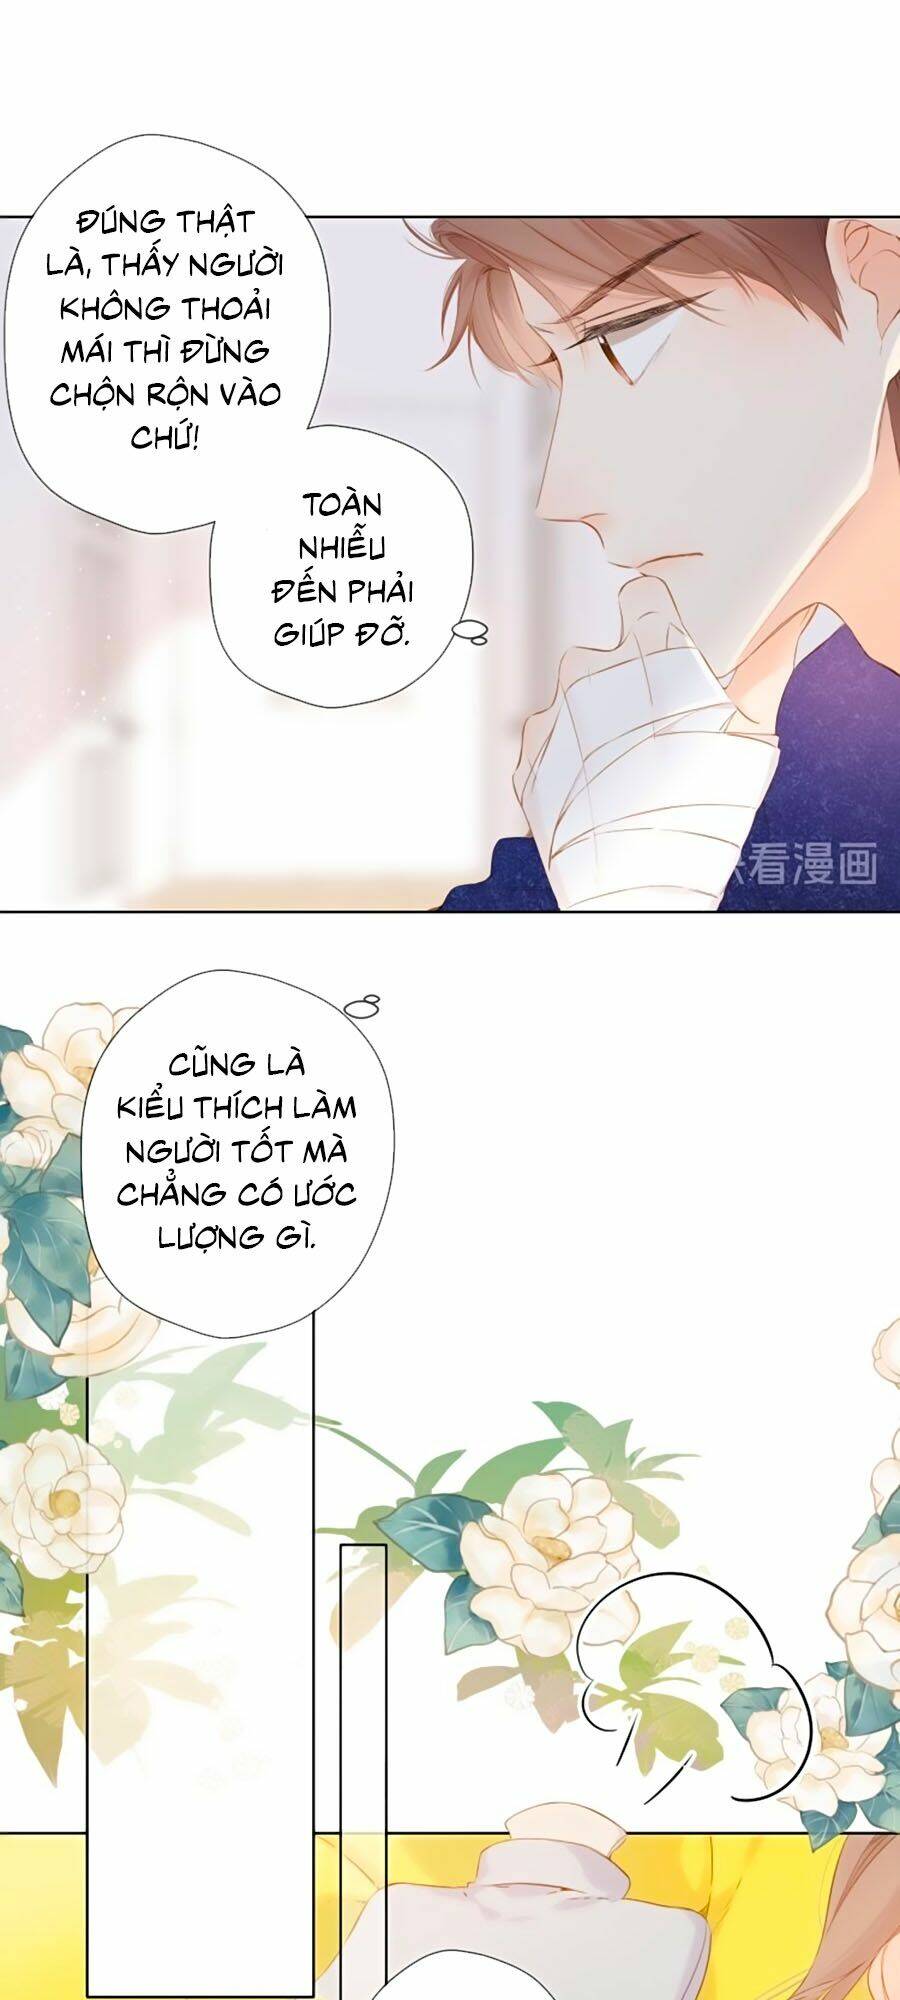 ĐÚNG THẬT
LÀ, THẤY NGƯỜI
KHÔNG THOẢI
MÁI THÌ ĐỪNG
CHỘN RỘN VÀO
CHỨ!
TOÀN
NHIỄU
ĐẾN PHẢI
GIÚP ĐỠ.
看漫画
CŨNG LÀ
KIỂU THÍCH LÀM
NGƯỜI TỐT MÀ
CHẲNG CÓ ƯỚC
LƯỢNG GÌ.